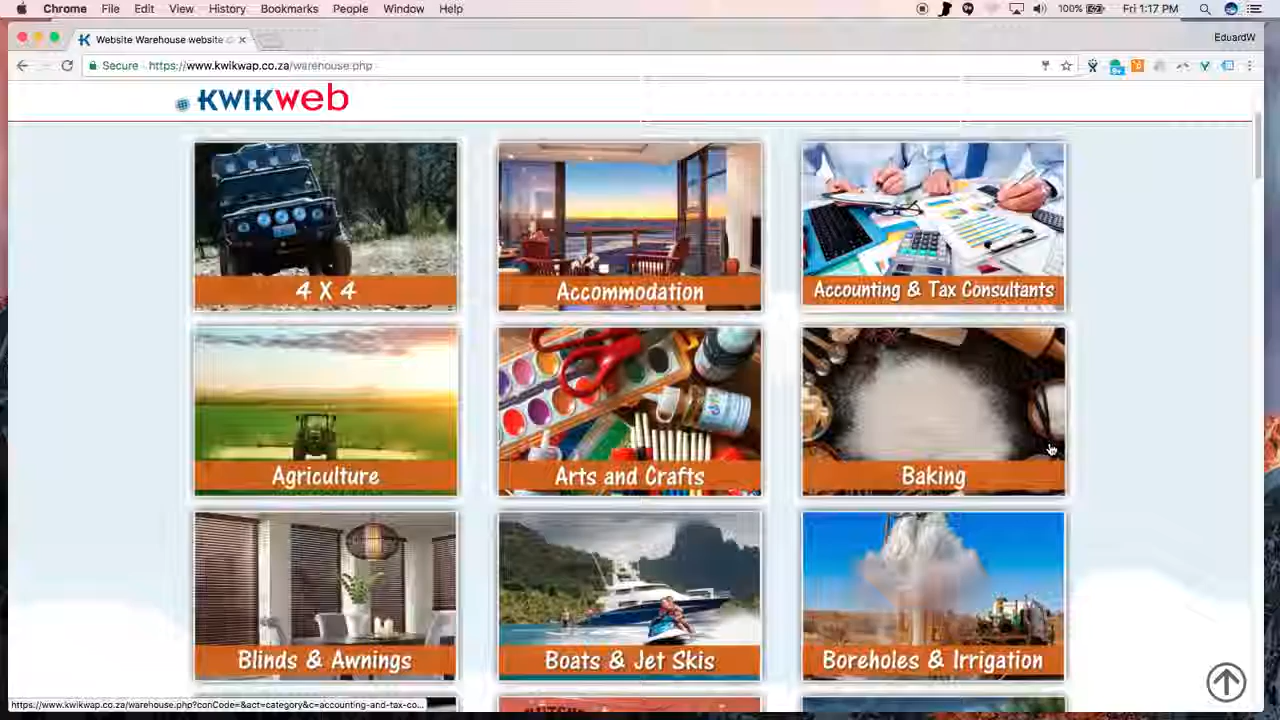 Chrome File Edit View History Bookmarks People Window Help 100% Fri 1:17 PM
Website Warehouse website EduardW
Secure https://www.kwikwap.co.za/warehouse.php
KWIKWEB
4 X 4 Accommodation Accounting & Tax Consultants
Agriculture Arts and Crafts Baking
Blinds & Awnings Boats & Jet Skis Boreholes & Irrigation
https://www.kwikwap.co.za/warehouse.php?conCode=&act=category&c=accounting-and-tax-co...